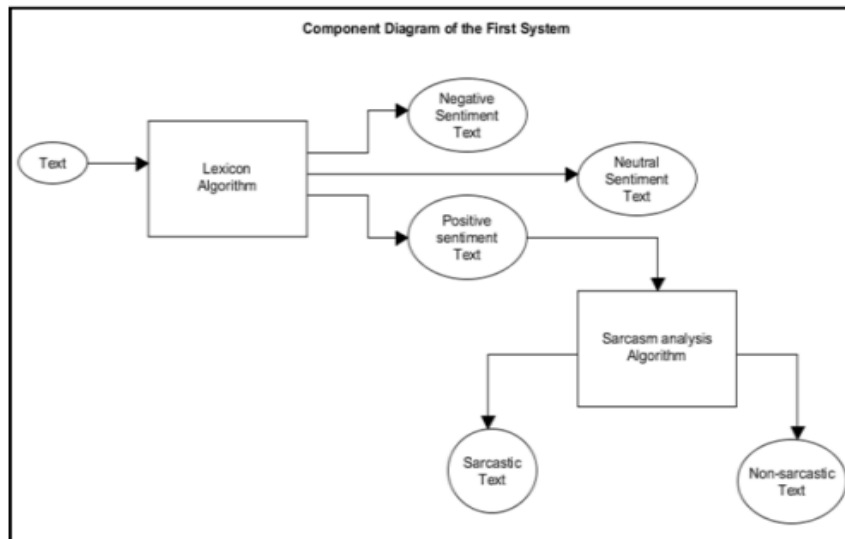 Component Diagram of the First System
Negative
Sentiment
Text
Text
Lexicon
Algorithm
Neutral
Sentiment
Text
Positive
sentiment
Text
Sarcasm analysis
Algorithm
Sarcastic
Text
Non-sarcastic
Text